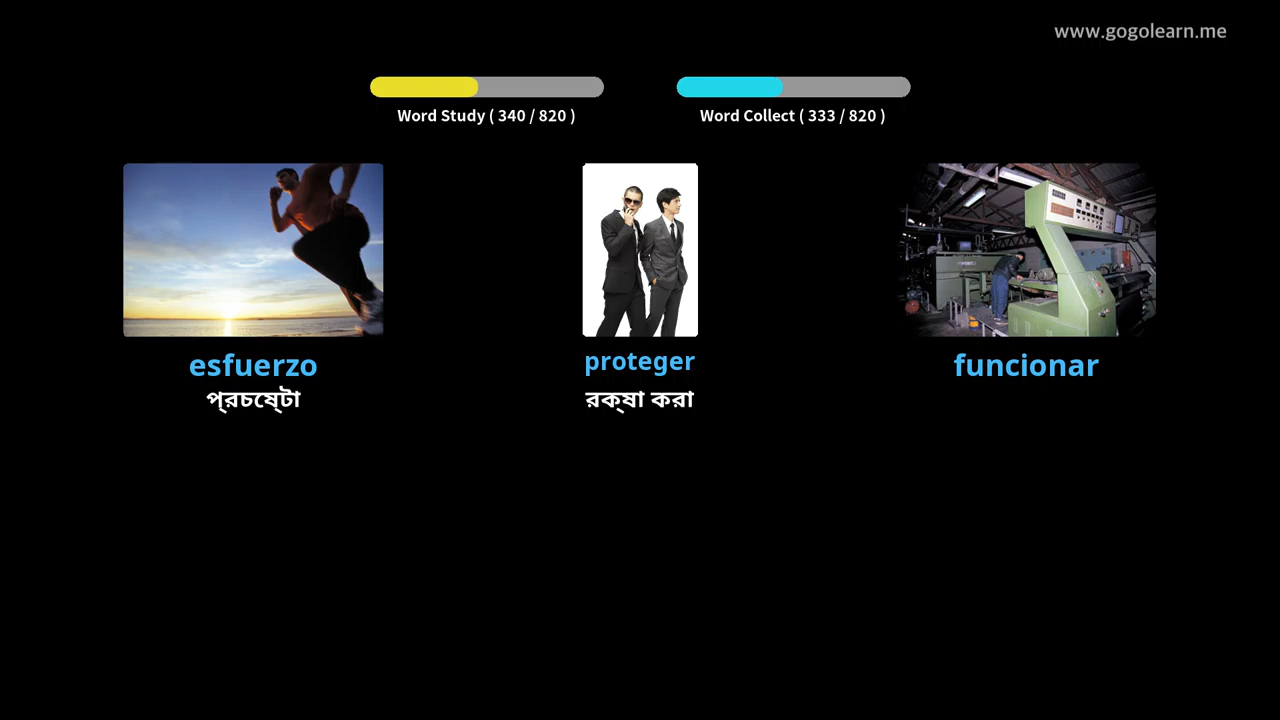 www.gogolearn.me
Word Study ( 340 / 820 )
Word Collect ( 333 / 820 )
esfuerzo
proteger
funcionar
প্রচেষ্টা
রক্ষা করা